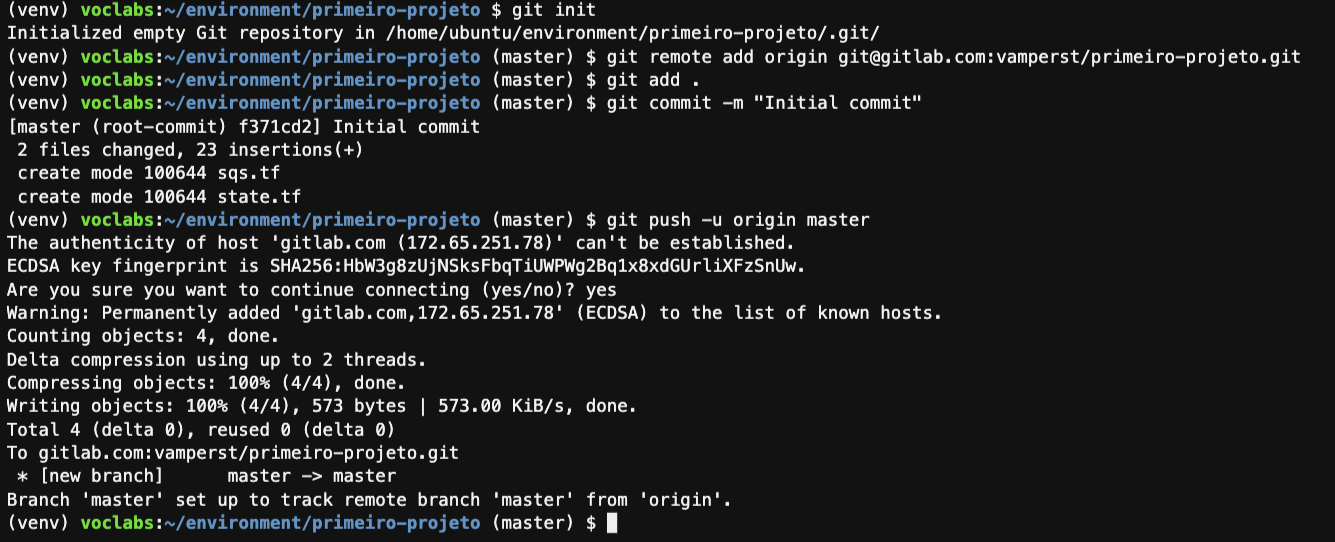 (venv) voclabs:~/environment/primeiro-projeto $ git init
Initialized empty Git repository in /home/ubuntu/environment/primeiro-projeto/.git/
(venv) voclabs:~/environment/primeiro-projeto (master) $ git remote add origin git@gitlab.com:vamperst/primeiro-projeto.git
(venv) voclabs:~/environment/primeiro-projeto (master) $ git add .
(venv) voclabs:~/environment/primeiro-projeto (master) $ git commit -m "Initial commit"
[master (root-commit) f371cd2] Initial commit
 2 files changed, 23 insertions(+)
 create mode 100644 sqs.tf
 create mode 100644 state.tf
(venv) voclabs:~/environment/primeiro-projeto (master) $ git push -u origin master
The authenticity of host 'gitlab.com (172.65.251.78)' can't be established.
ECDSA key fingerprint is SHA256:HbW3g8zUjNSksFbqTiUWPWg2Bq1x8xdGUrliXFzSnUw.
Are you sure you want to continue connecting (yes/no)? yes
Warning: Permanently added 'gitlab.com,172.65.251.78' (ECDSA) to the list of known hosts.
Counting objects: 4, done.
Delta compression using up to 2 threads.
Compressing objects: 100% (4/4), done.
Writing objects: 100% (4/4), 573 bytes | 573.00 KiB/s, done.
Total 4 (delta 0), reused 0 (delta 0)
To gitlab.com:vamperst/primeiro-projeto.git
 * [new branch]      master -> master
Branch 'master' set up to track remote branch 'master' from 'origin'.
(venv) voclabs:~/environment/primeiro-projeto (master) $